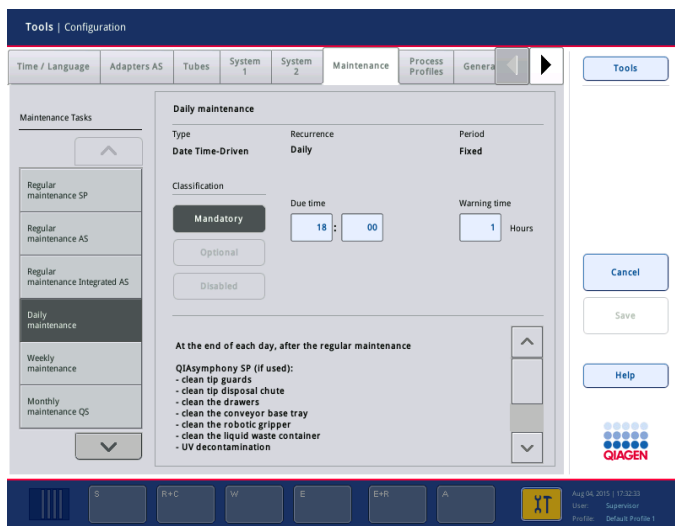 Tools | Configuration
Time / Language
Adapters AS
Tubes
System
1
System
2
Maintenance
Process
Profiles
Genera
Tools
Maintenance Tasks
Regular
maintenance SP
Regular
maintenance AS
Regular
maintenance Integrated AS
Daily
maintenance
Weekly
maintenance
Monthly
maintenance QS
Daily maintenance
Type
Recurrence
Period
Date Time-Driven
Daily
Fixed
Classification
Mandatory
Optional
Disabled
Due time
18 : 00
Warning time
1 Hours
At the end of each day, after the regular maintenance
QIAsymphony SP (if used):
- clean tip guards
- clean tip disposal chute
- clean the drawers
- clean the conveyor base tray
- clean the robotic gripper
- clean the liquid waste container
- UV decontamination
Cancel
Save
Help
QIAGEN
S
R+C
W
E
E+R
A
Aug 04, 2015 | 17:32:33
User: Supervisor
Profile: Default Profile 1